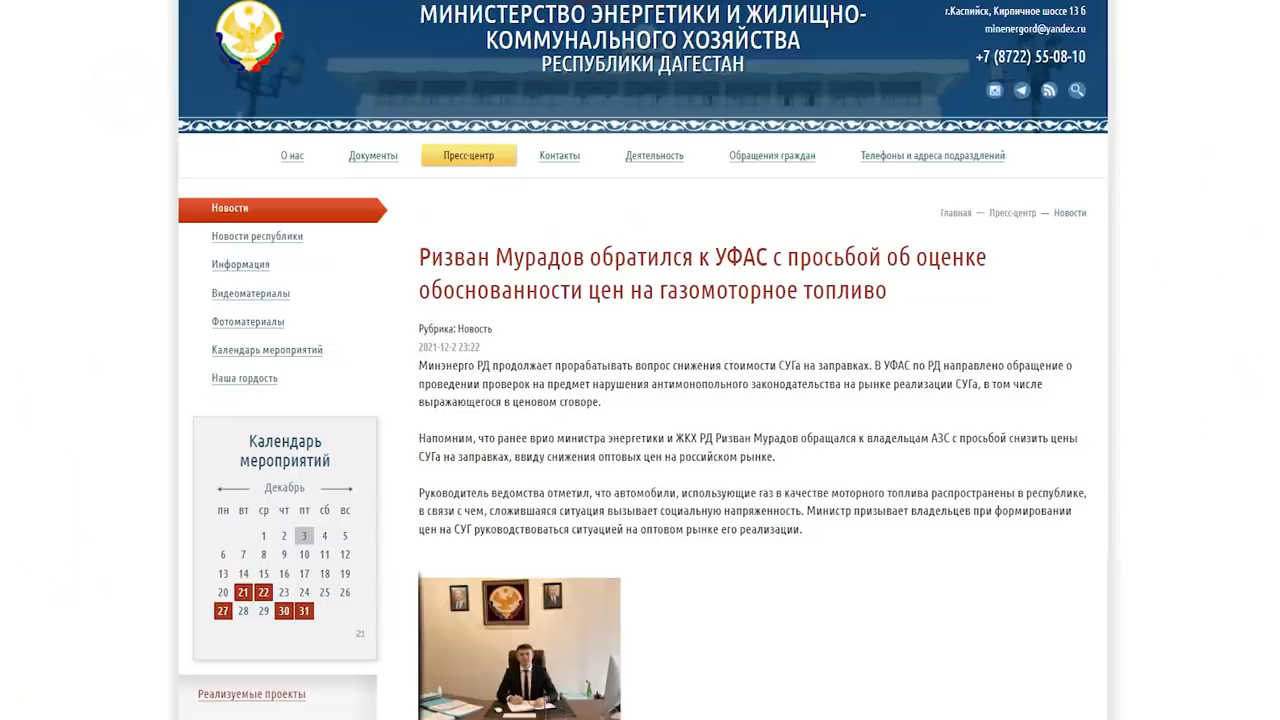 МИНИСТЕРСТВО ЭНЕРГЕТИКИ И ЖИЛИЩНО-
КОММУНАЛЬНОГО ХОЗЯЙСТВА
РЕСПУБЛИКИ ДАГЕСТАН
г.Каспийск, Кирпичное шоссе 13 б
minenergord@yandex.ru
+7 (8722) 55-08-10
О нас Документы Пресс-центр Контакты Деятельность Обращения граждан Телефоны и адреса подраздлений
Новости
Новости республики
Информация
Видеоматериалы
Фотоматериалы
Календарь мероприятий
Наша гордость
Календарь
мероприятий
Декабрь
пн вт ср чт пт сб вс
1 2 3 4 5
6 7 8 9 10 11 12
13 14 15 16 17 18 19
20 21 22 23 24 25 26
27 28 29 30 31
21
Реализуемые проекты
Главная — Пресс-центр — Новости
Ризван Мурадов обратился к УФАС с просьбой об оценке
обоснованности цен на газомоторное топливо
Рубрика: Новость
2021-12-2 23:22
Минэнерго РД продолжает прорабатывать вопрос снижения стоимости СУГа на заправках. В УФАС по РД направлено обращение о
проведении проверок на предмет нарушения антимонопольного законодательства на рынке реализации СУГа, в том числе
выражающегося в ценовом сговоре.
Напомним, что ранее врио министра энергетики и ЖКХ РД Ризван Мурадов обращался к владельцам АЗС с просьбой снизить цены
СУГа на заправках, ввиду снижения оптовых цен на российском рынке.
Руководитель ведомства отметил, что автомобили, использующие газ в качестве моторного топлива распространены в республике,
в связи с чем, сложившаяся ситуация вызывает социальную напряженность. Министр призывает владельцев при формировании
цен на СУГ руководствоваться ситуацией на оптовом рынке его реализации.